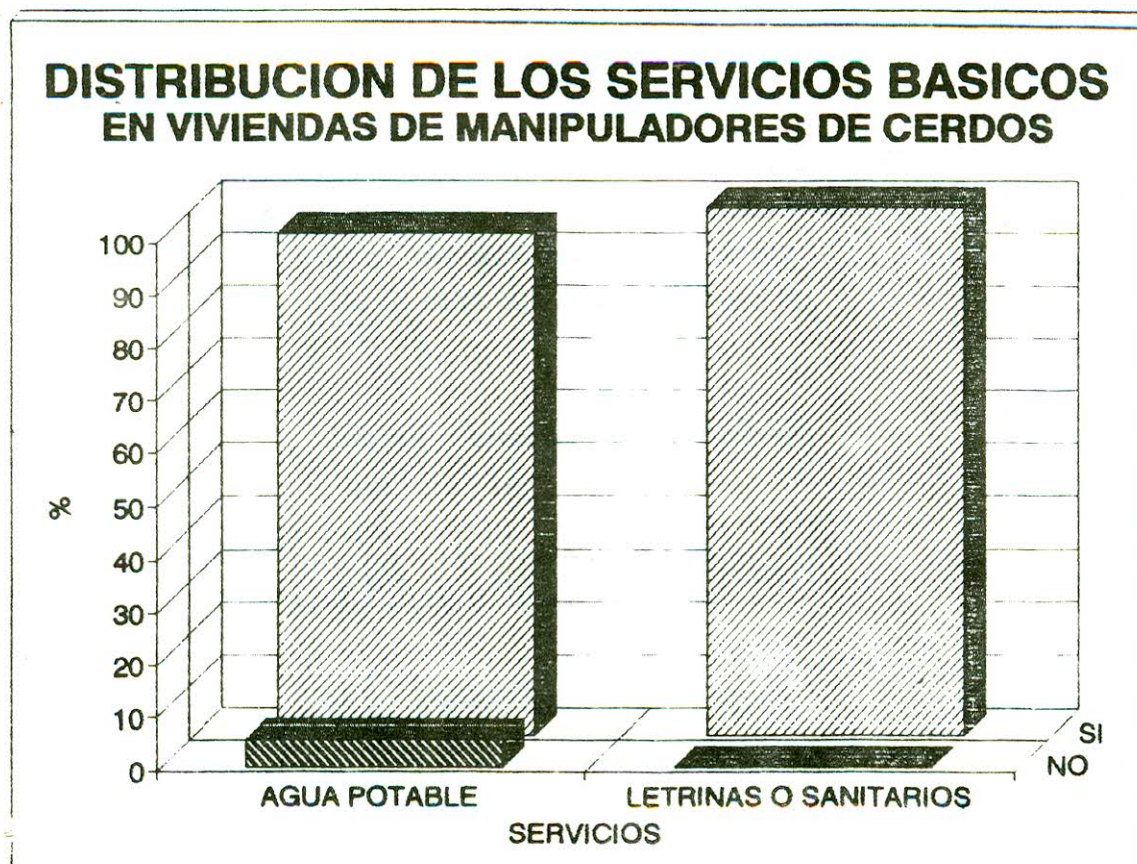 DISTRIBUCION DE LOS SERVICIOS BASICOS
EN VIVIENDAS DE MANIPULADORES DE CERDOS
100
90
80
70
60
50
40
30
20
10
0
%
SI
NO
AGUA POTABLE
LETRINAS O SANITARIOS
SERVICIOS